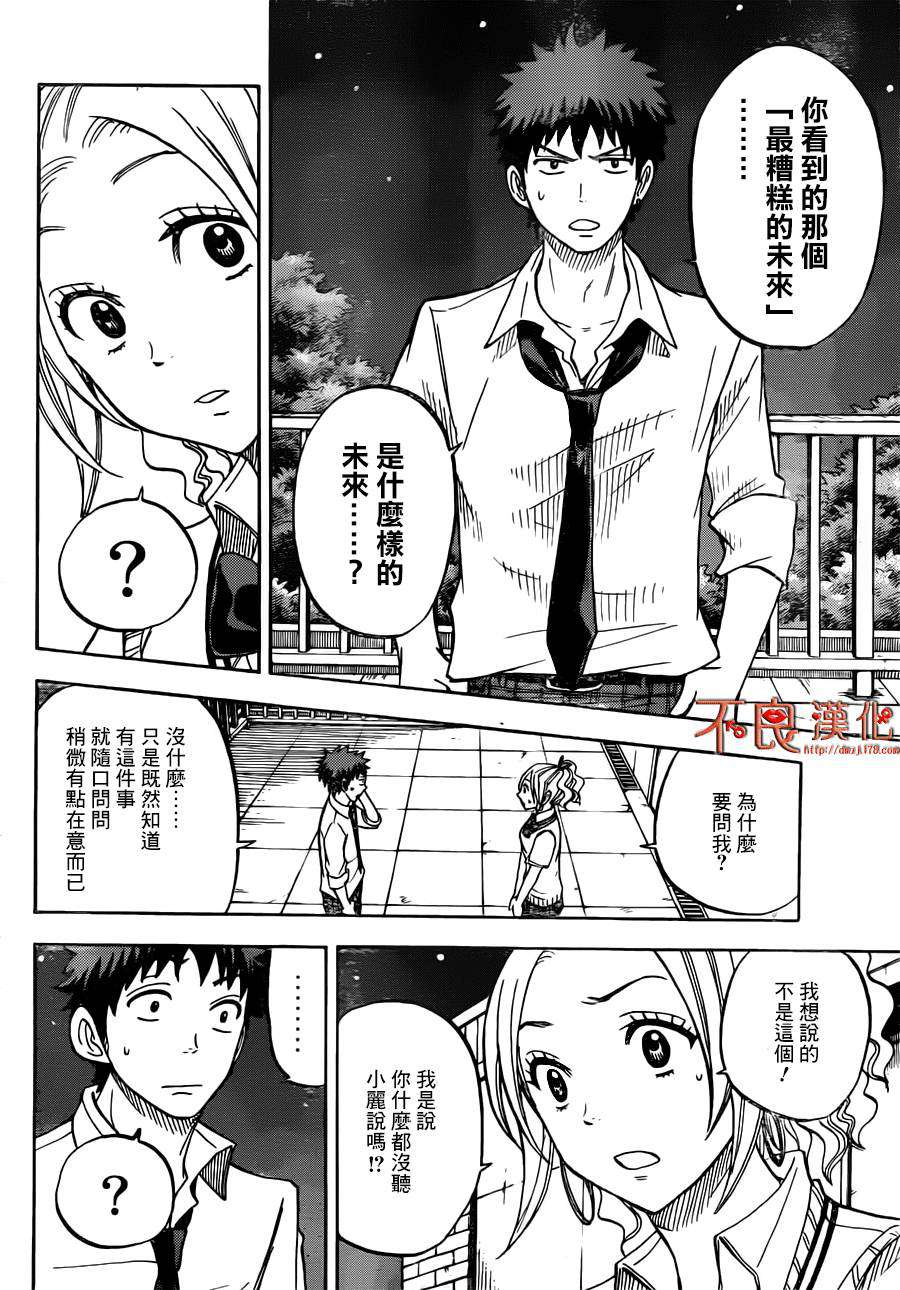 你看到的那個
「最糟糕的未來」
………
是什麼樣的
未來……?
?
為什麼
要問我?
沒什麼……
只是既然知道
有這件事
就隨口問問
稍微有點在意而已
我想說的
不是這個!
我是說
你什麼都沒聽
小麗說嗎!?
………
?
不良漢化
http://dmzj178.com